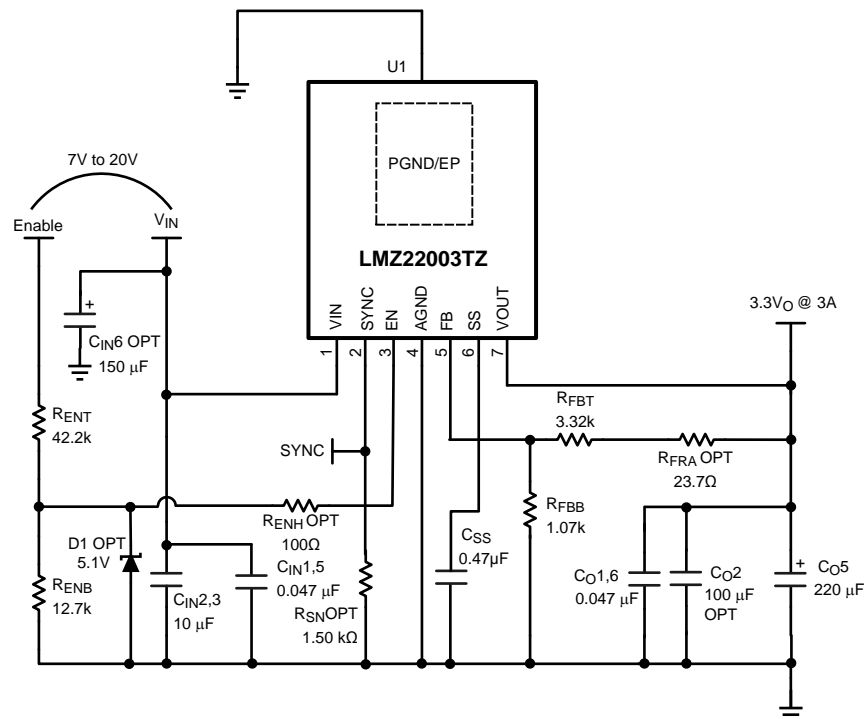 U1
PGND/EP
LMZ22003TZ
7V to 20V
Enable
VIN
VIN
SYNC
EN
AGND
FB
SS
VOUT
1
2
3
4
5
6
7
3.3VO @ 3A
+
CIN6 OPT
150 μF
RENT
42.2k
SYNC
RFBT
3.32k
RFRA OPT
23.7Ω
RENH OPT
100Ω
RFBB
1.07k
D1 OPT
5.1V
RENB
12.7k
CIN2,3
10 μF
CIN1,5
0.047 μF
RSNOPT
1.50 kΩ
CSS
0.47μF
CO1,6
0.047 μF
CO2
100 μF
OPT
+
CO5
220 μF